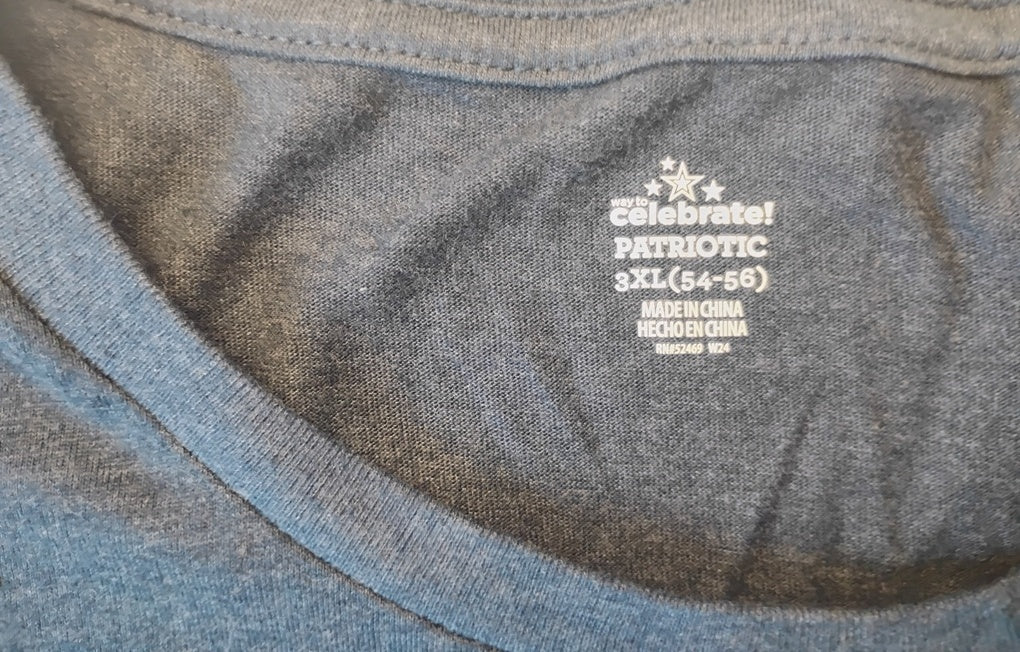 way to
celebrate!
PATRIOTIC
3XL(54-56)
MADE IN CHINA
HECHO EN CHINA
RN#52469 W24